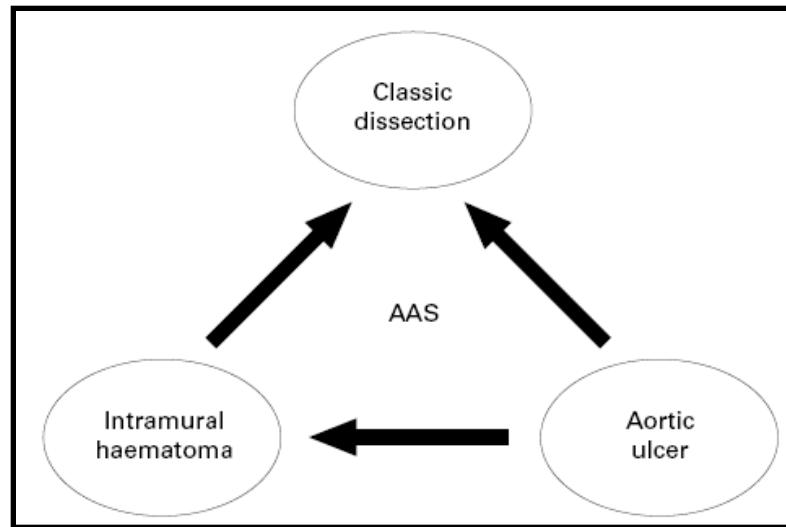 Classic
dissection
AAS
Intramural
haematoma
Aortic
ulcer